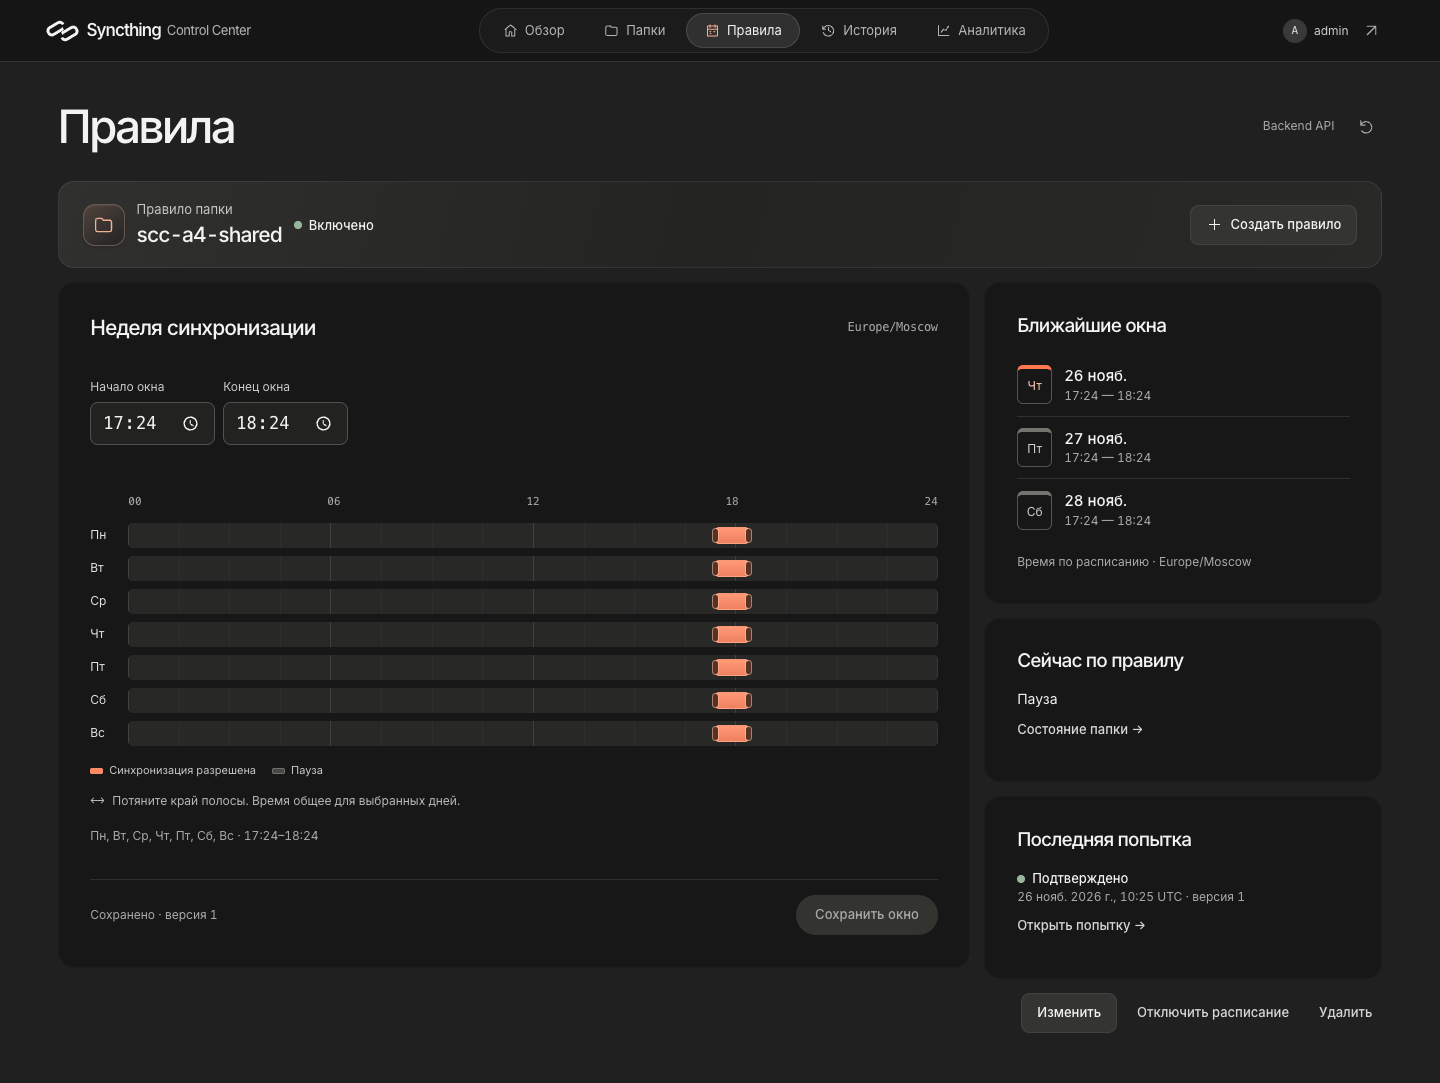 Syncthing Control Center
Обзор
Папки
Правила
История
Аналитика
A admin
Правила
Backend API
Правило папки
scc-a4-shared
Включено
Создать правило
Неделя синхронизации
Europe/Moscow
Начало окна
Конец окна
17:24
18:24
00 06 12 18 24
Пн
Вт
Ср
Чт
Пт
Сб
Вс
Синхронизация разрешена
Пауза
Потяните край полосы. Время общее для выбранных дней.
Пн, Вт, Ср, Чт, Пт, Сб, Вс · 17:24–18:24
Сохранено · версия 1
Сохранить окно
Ближайшие окна
Чт
26 нояб.
17:24 — 18:24
Пт
27 нояб.
17:24 — 18:24
Сб
28 нояб.
17:24 — 18:24
Время по расписанию · Europe/Moscow
Сейчас по правилу
Пауза
Состояние папки →
Последняя попытка
Подтверждено
26 нояб. 2026 г., 10:25 UTC · версия 1
Открыть попытку →
Изменить
Отключить расписание
Удалить